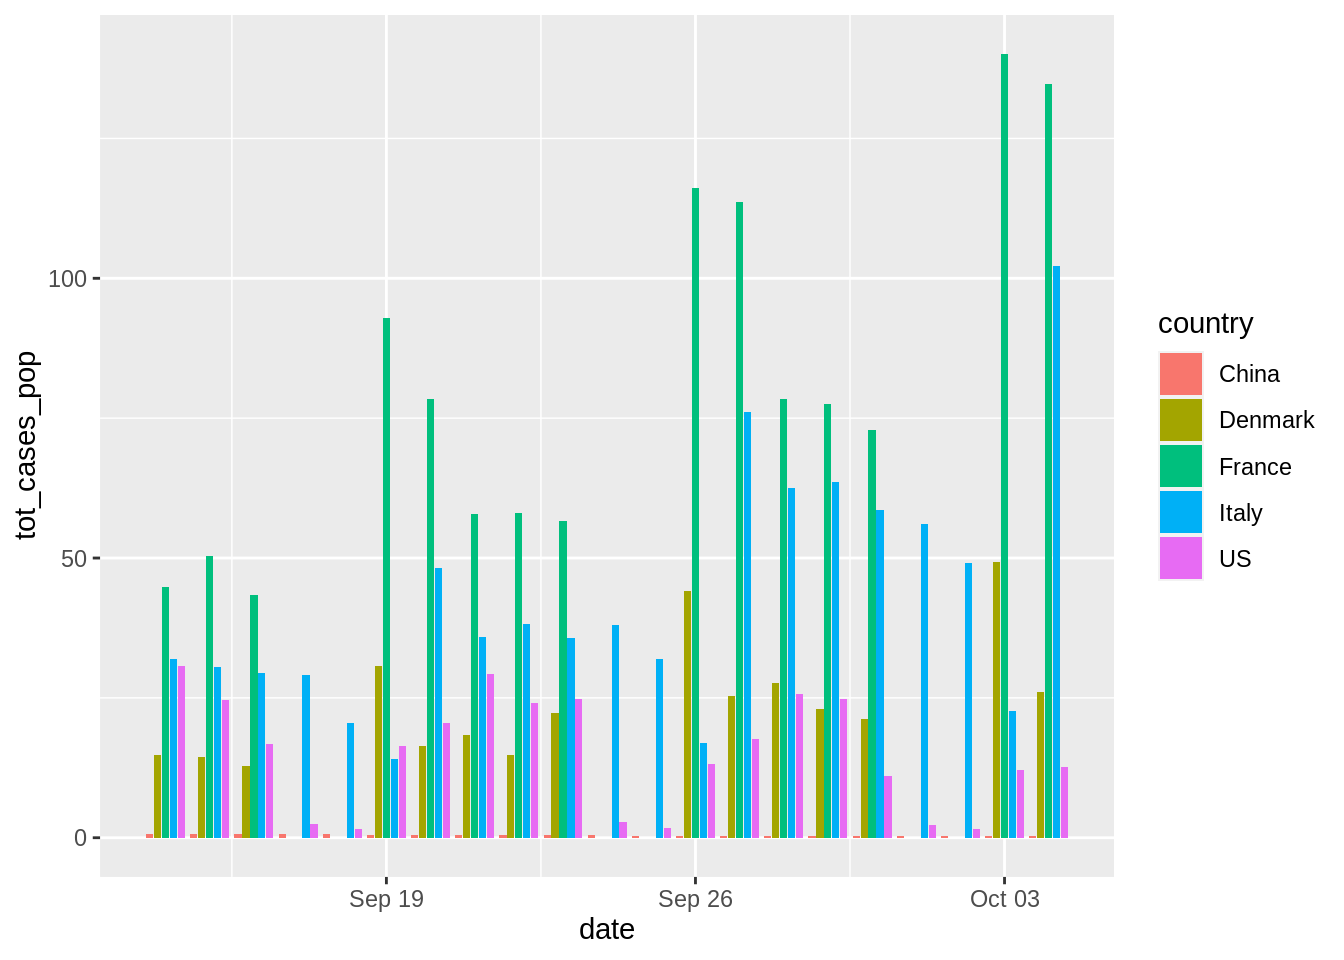 tot_cases_pop
100
50
0
Sep 19
Sep 26
Oct 03
date
country
China
Denmark
France
Italy
US